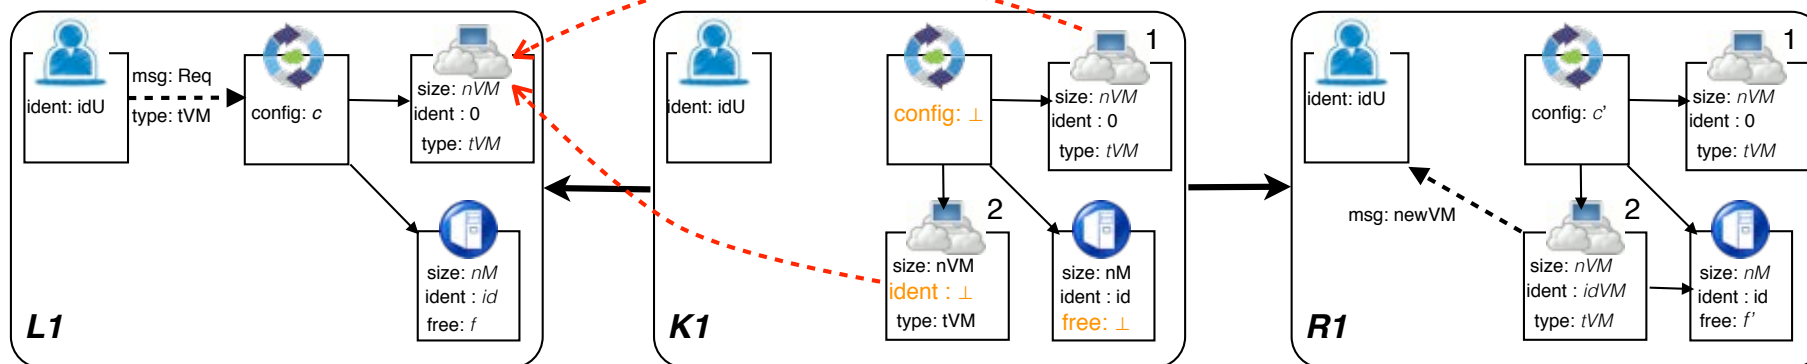 msg: Req
type: tVM
ident: idU
config: c
size: nVM
ident : 0
type: tVM
size: nM
ident : id
free: f
L1
ident: idU
config: ⊥
1
size: nVM
ident : 0
type: tVM
2
size: nVM
ident : ⊥
type: tVM
size: nM
ident : id
free: ⊥
K1
ident: idU
config: c’
1
size: nVM
ident : 0
type: tVM
msg: newVM
2
size: nVM
ident : idVM
type: tVM
size: nM
ident : id
free: f’
R1